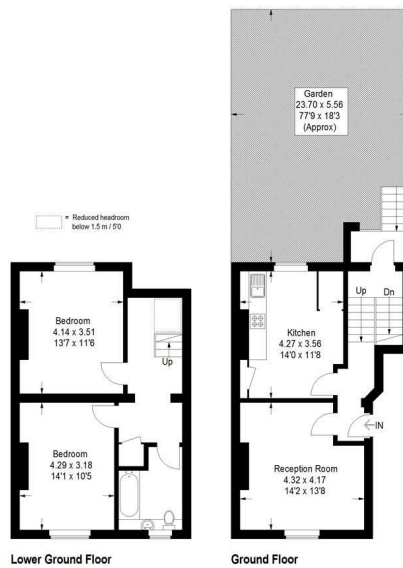 Garden
23.70 x 5.56
77'9 x 18'3
(Approx)
= Reduced headroom
below 1.5 m / 5'0
Bedroom
4.14 x 3.51
13'7 x 11'6
Up
Bedroom
4.29 x 3.18
14'1 x 10'5
Lower Ground Floor
Kitchen
4.27 x 3.56
14'0 x 11'8
Up
Dn
IN
Reception Room
4.32 x 4.17
14'2 x 13'8
Ground Floor